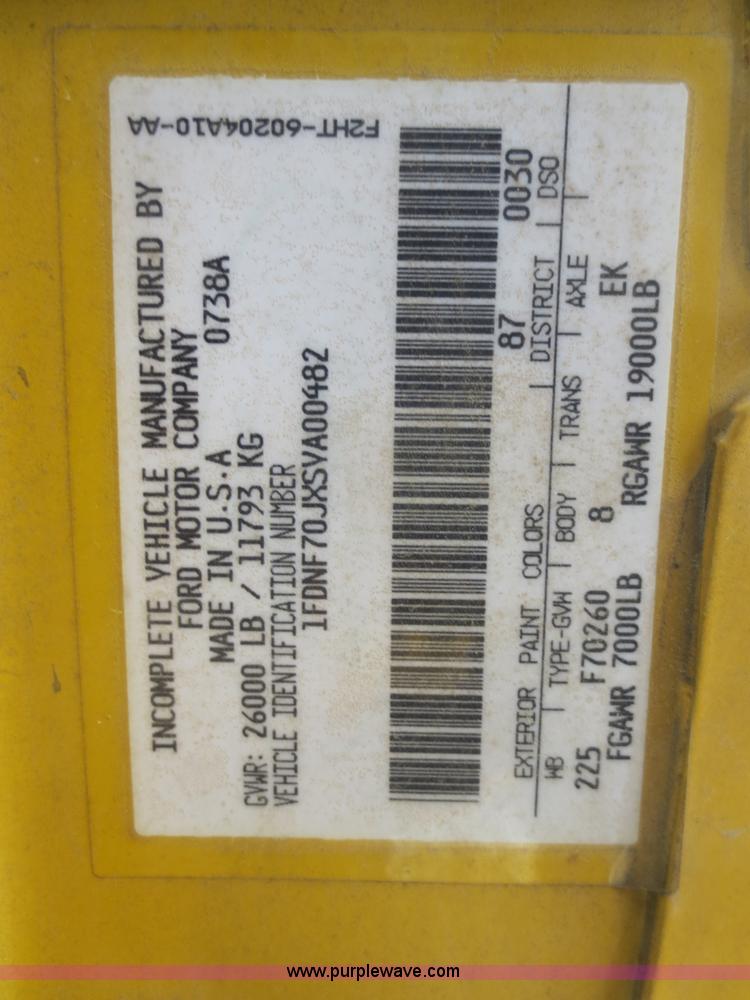 F2HT-60204A10-AA
INCOMPLETE VEHICLE MANUFACTURED BY
FORD MOTOR COMPANY
MADE IN U.S.A 0738A
GVWR: 26000 LB / 11793 KG
VEHICLE IDENTIFICATION NUMBER
1FDNF70JXSVA00482
87 0030
EXTERIOR PAINT COLORS DISTRICT DSO
WB TYPE-GVW BODY TRANS AXLE
225 F70260 8 EK
FGAWR 7000LB RGAWR 19000LB
www.purplewave.com